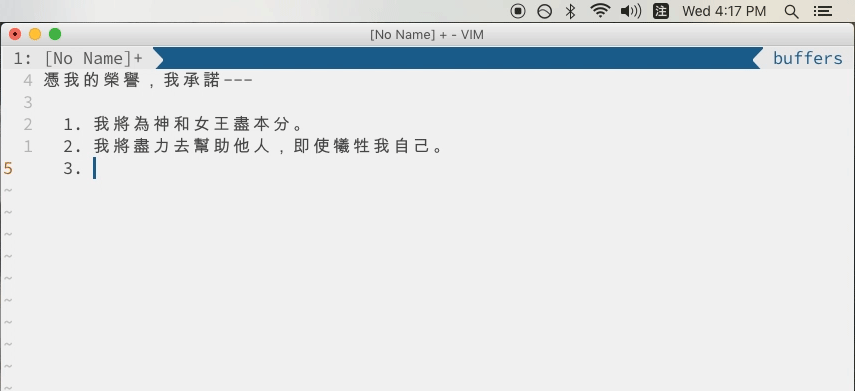 注 Wed 4:17 PM
[No Name] + - VIM
1: [No Name]+ buffers
4 憑我的榮譽，我承諾---
3
2 1. 我將為神和女王盡本分。
1 2. 我將盡力去幫助他人，即使犧牲我自己。
5 3.
~
~
~
~
~
~
~
~
~